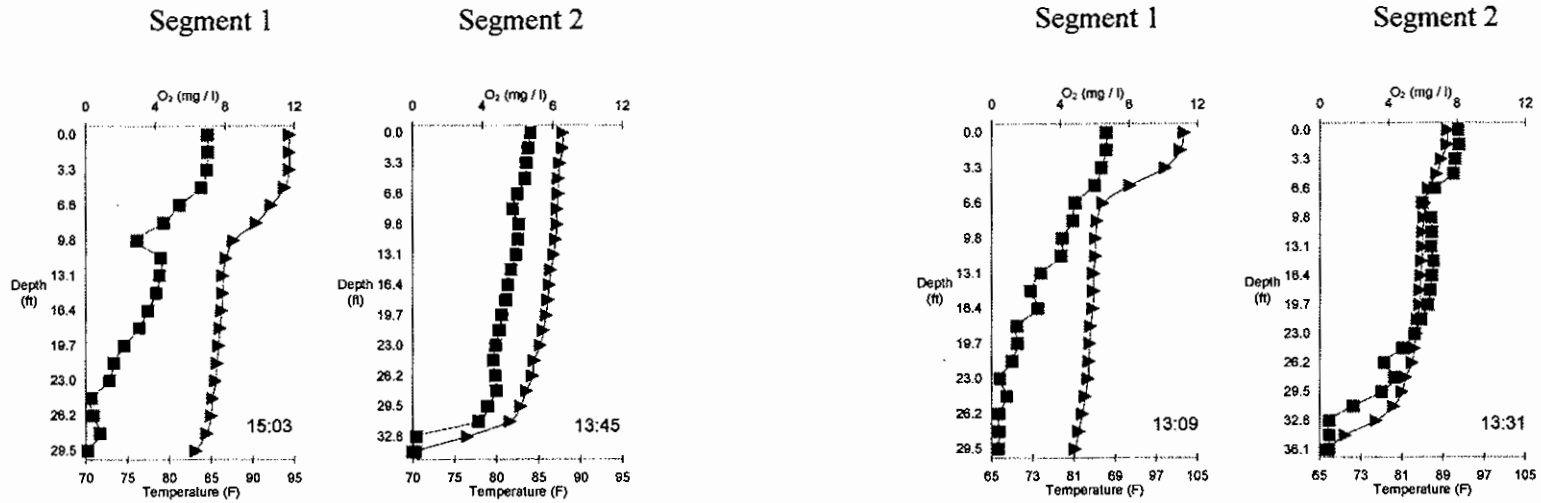 Segment 1
O₂ (mg / l)
0 4 8 12
0.0
3.3
6.6
9.8
13.1
16.4
19.7
23.0
26.2
29.5
Depth
(ft)
15:03
70 75 80 85 90 95
Temperature (F)
Segment 2
O₂ (mg / l)
0 4 6 12
0.0
3.3
6.6
9.8
13.1
16.4
19.7
23.0
26.2
29.5
32.8
Depth
(ft)
13:45
70 75 80 85 90 95
Temperature (F)
Segment 1
O₂ (mg / l)
0 4 8 12
0.0
3.3
6.6
9.8
13.1
18.4
19.7
23.0
26.2
29.5
Depth
(ft)
13:09
65 73 81 69 97 105
Temperature (F)
Segment 2
O₂ (mg / l)
0 4 8 12
0.0
3.3
6.6
9.8
13.1
16.4
19.7
23.0
26.2
29.5
32.8
36.1
Depth
(ft)
13:31
65 73 81 89 97 105
Temperature (F)